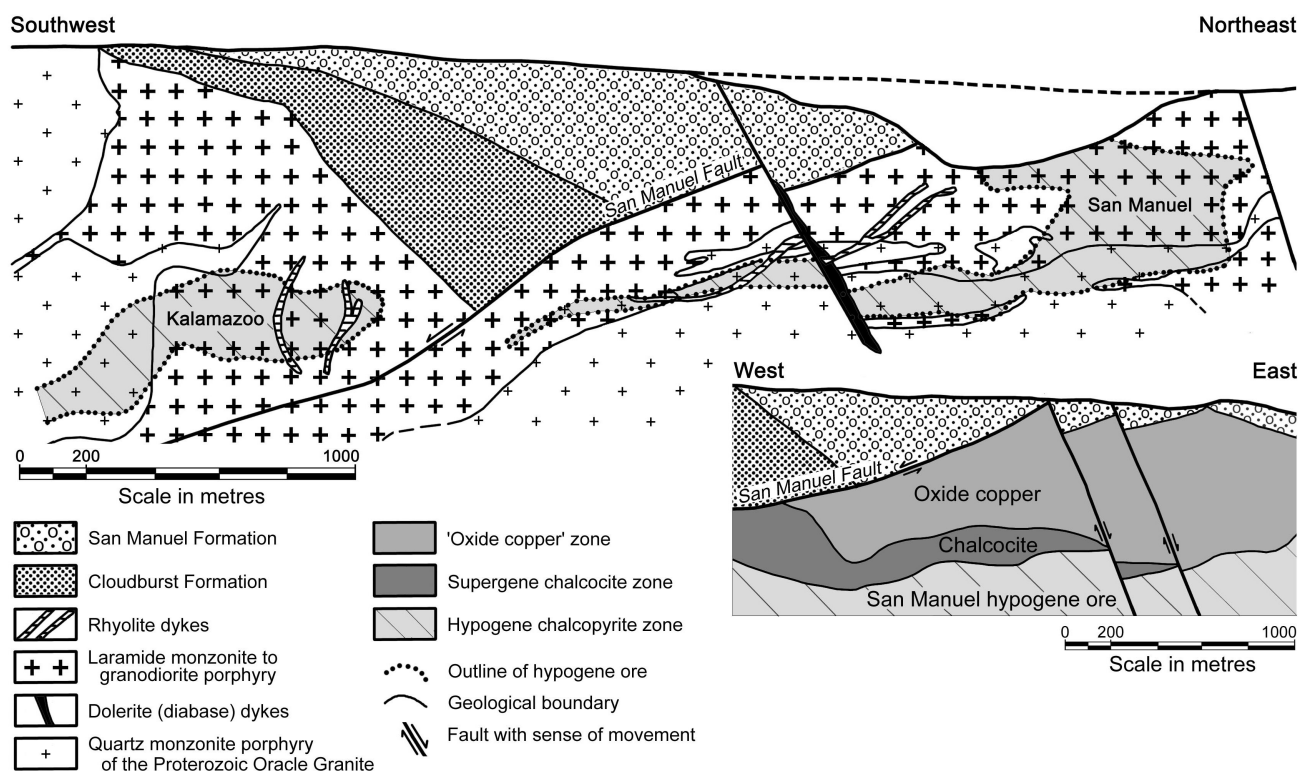 Southwest
Northeast
San Manuel Fault
San Manuel
Kalamazoo
0 200 1000
Scale in metres
West
East
San Manuel Fault
Oxide copper
Chalcocite
San Manuel hypogene ore
0 200 1000
Scale in metres
San Manuel Formation
Cloudburst Formation
Rhyolite dykes
Laramide monzonite to
granodiorite porphyry
Dolerite (diabase) dykes
Quartz monzonite porphyry
of the Proterozoic Oracle Granite
'Oxide copper' zone
Supergene chalcocite zone
Hypogene chalcopyrite zone
Outline of hypogene ore
Geological boundary
Fault with sense of movement